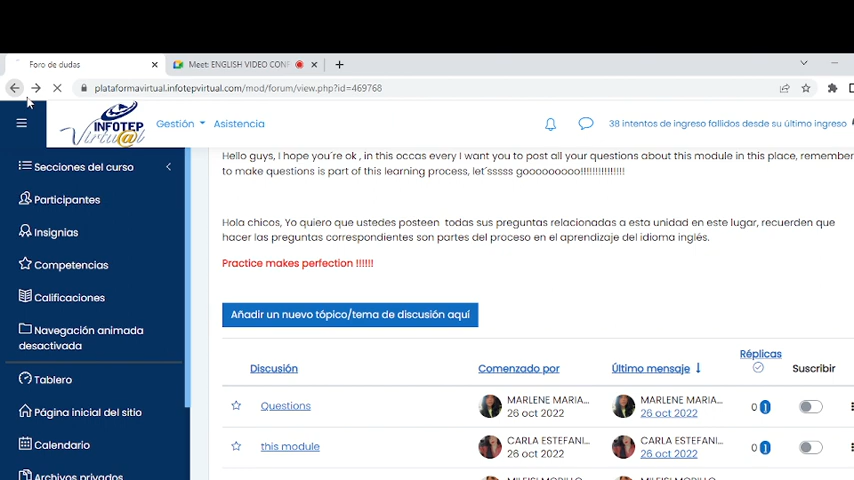 Foro de dudas
Meet: ENGLISH VIDEO CONF
plataformavirtual.infotepvirtual.com/mod/forum/view.php?id=469768
INFOTEP
Virtu@l
Gestión
Asistencia
38 intentos de ingreso fallidos desde su último ingreso
Secciones del curso
Participantes
Insignias
Competencias
Calificaciones
Navegación animada
desactivada
Tablero
Página inicial del sitio
Calendario
Archivos privados
Hello guys, I hope you´re ok , in this occas every I want you to post all your questions about this module in this place, remember
to make questions is part of this learning process, let´sssss gooooooooo!!!!!!!!!!!!!!!
Hola chicos, Yo quiero que ustedes posteen todas sus preguntas relacionadas a esta unidad en este lugar, recuerden que
hacer las preguntas correspondientes son partes del proceso en el aprendizaje del idioma inglés.
Practice makes perfection !!!!!!
Añadir un nuevo tópico/tema de discusión aquí
Discusión Comenzado por Último mensaje ↓ Réplicas Suscribir
Questions MARLENE MARIA... MARLENE MARIA... 0 1
26 oct 2022 26 oct 2022
this module CARLA ESTEFANI... CARLA ESTEFANI... 0 1
26 oct 2022 26 oct 2022